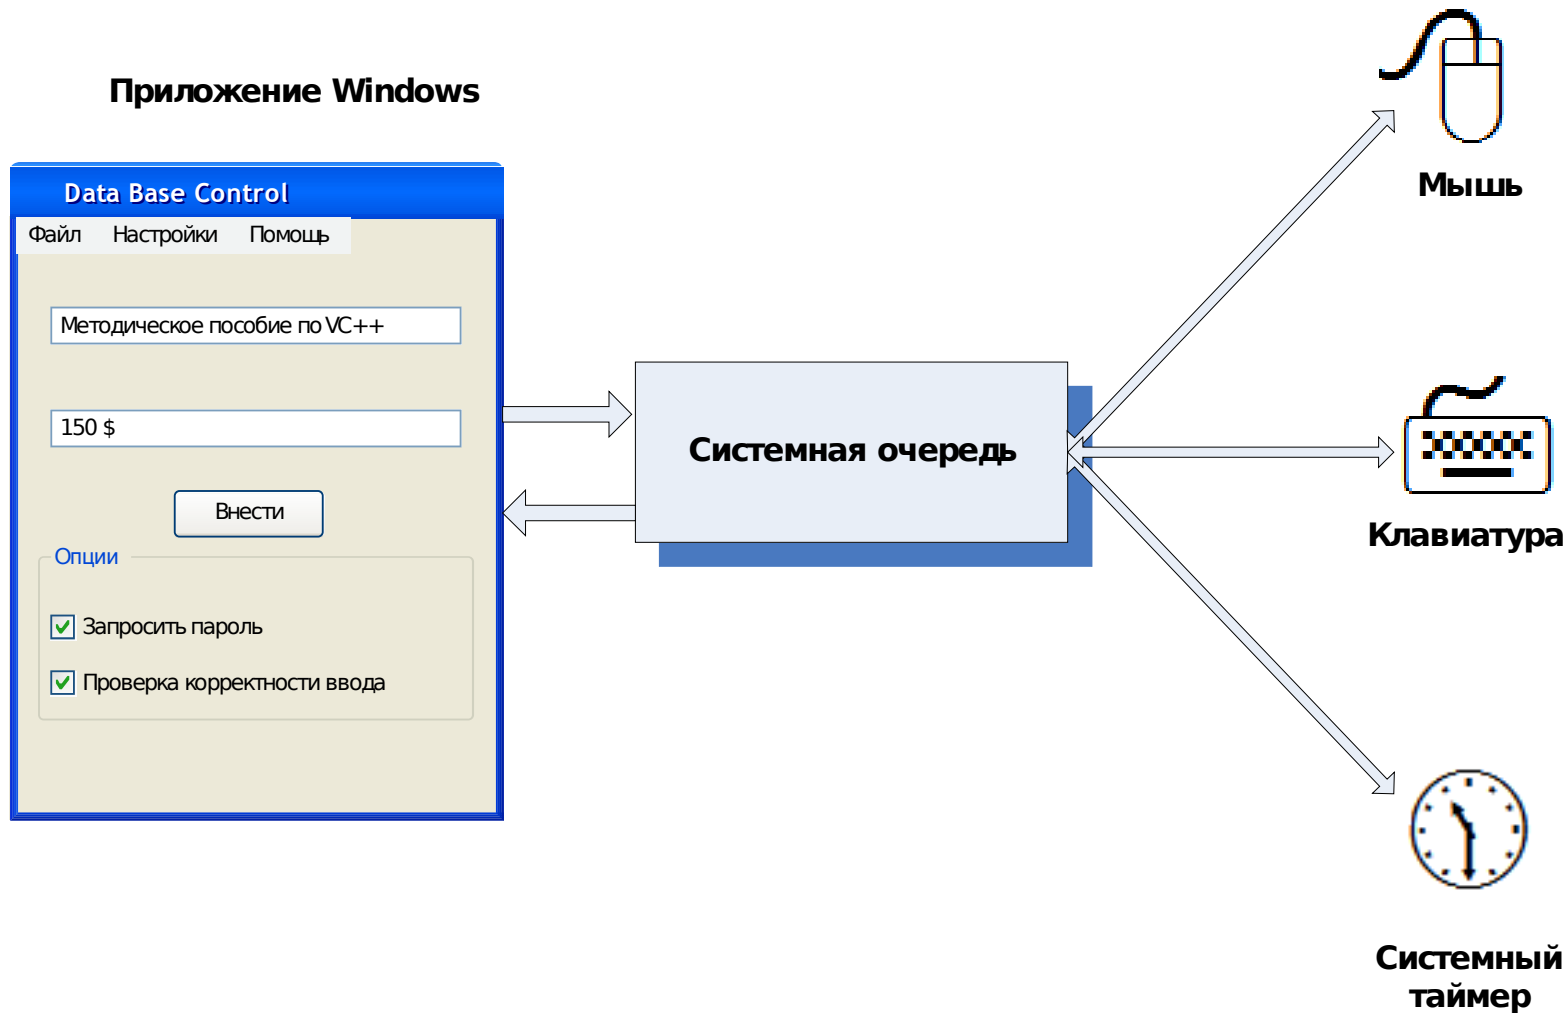 Приложение Windows
Data Base Control
Файл Настройки Помощь
Методическое пособие по VC++
150 $
Внести
Опции
Запросить пароль
Проверка корректности ввода
Системная очередь
Мышь
Клавиатура
Системный
таймер